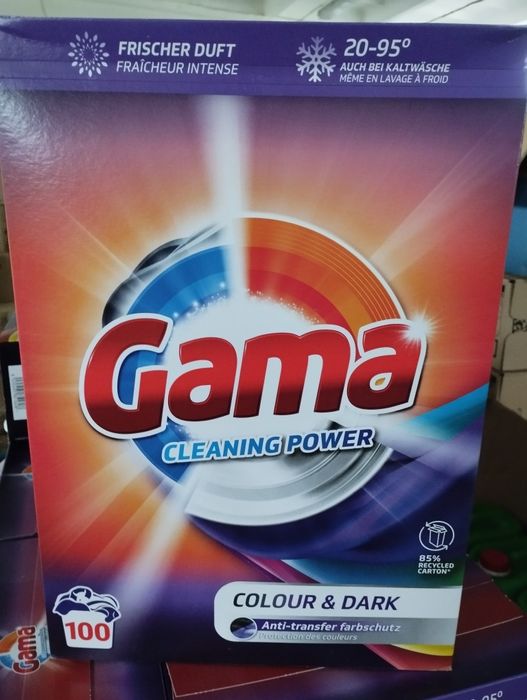 FRISCHER DUFT
FRAÎCHEUR INTENSE
20-95°
AUCH BEI KALTWÄSCHE
MÊME EN LAVAGE À FROID
Gama
CLEANING POWER
85%
RECYCLED
CARTON*
100
COLOUR & DARK
Anti-transfer farbschutz
Protection des couleurs
Gama
95°